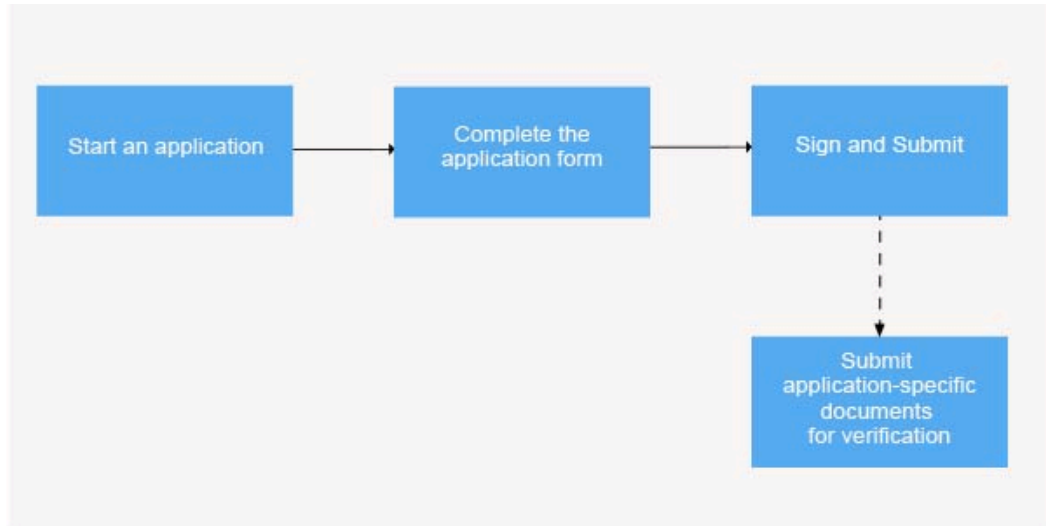 Start an application
Complete the
application form
Sign and Submit
Submit
application-specific
documents
for verification